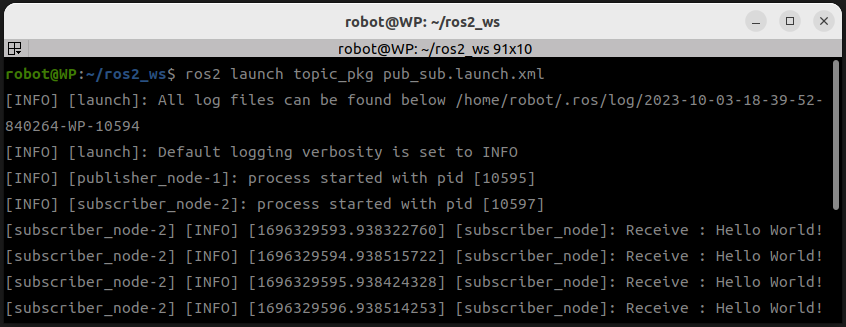 robot@WP: ~/ros2_ws
robot@WP: ~/ros2_ws 91x10
robot@WP:~/ros2_ws$ ros2 launch topic_pkg pub_sub.launch.xml
[INFO] [launch]: All log files can be found below /home/robot/.ros/log/2023-10-03-18-39-52-
840264-WP-10594
[INFO] [launch]: Default logging verbosity is set to INFO
[INFO] [publisher_node-1]: process started with pid [10595]
[INFO] [subscriber_node-2]: process started with pid [10597]
[subscriber_node-2] [INFO] [1696329593.938322760] [subscriber_node]: Receive : Hello World!
[subscriber_node-2] [INFO] [1696329594.938515722] [subscriber_node]: Receive : Hello World!
[subscriber_node-2] [INFO] [1696329595.938424328] [subscriber_node]: Receive : Hello World!
[subscriber_node-2] [INFO] [1696329596.938514253] [subscriber_node]: Receive : Hello World!